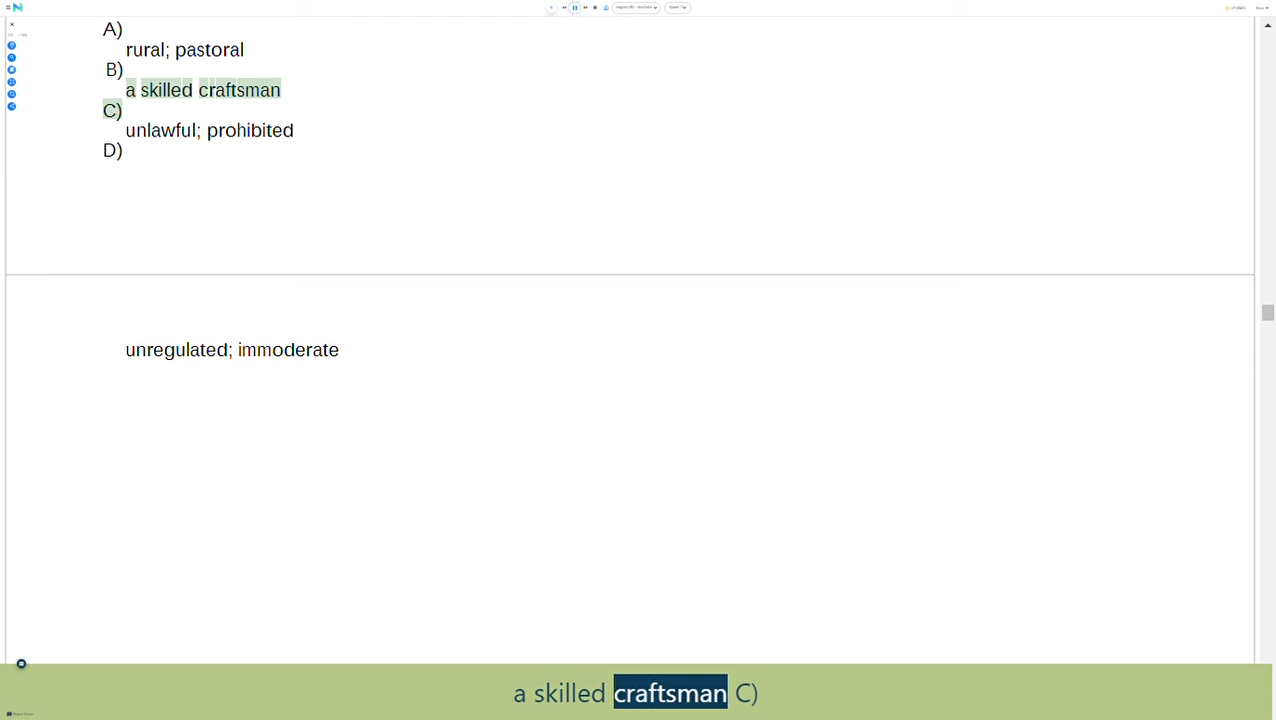 A)
rural; pastoral
B)
a skilled craftsman
C)
unlawful; prohibited
D)
unregulated; immoderate
a skilled craftsman C)